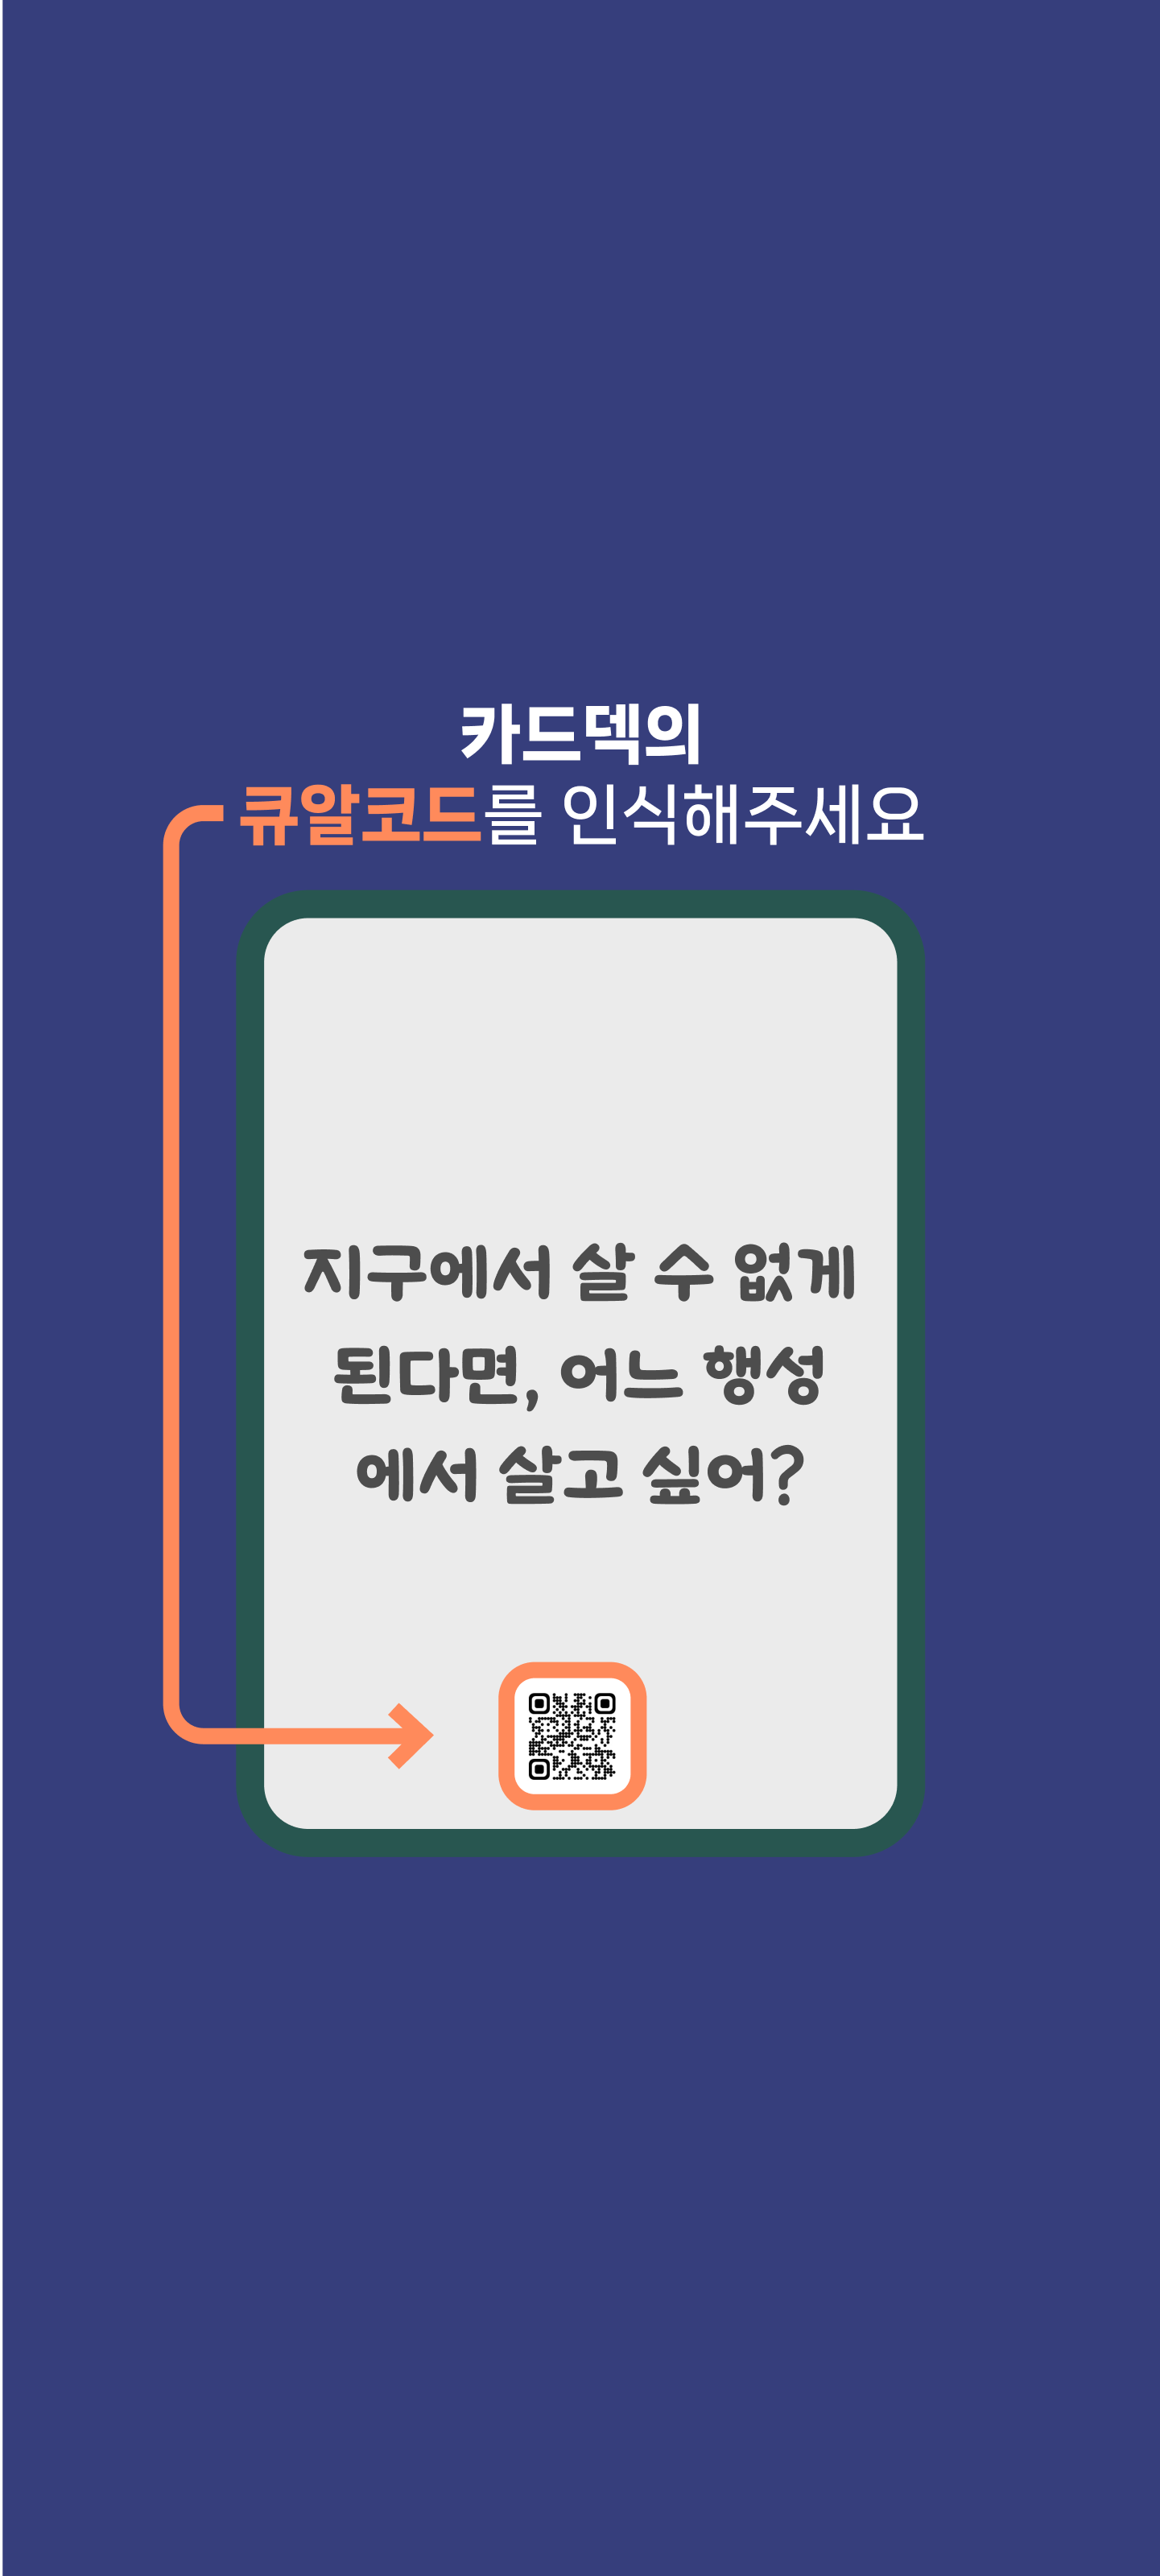 카드덱의
큐알코드를 인식해주세요
지구에서 살 수 없게
된다면, 어느 행성
에서 살고 싶어?